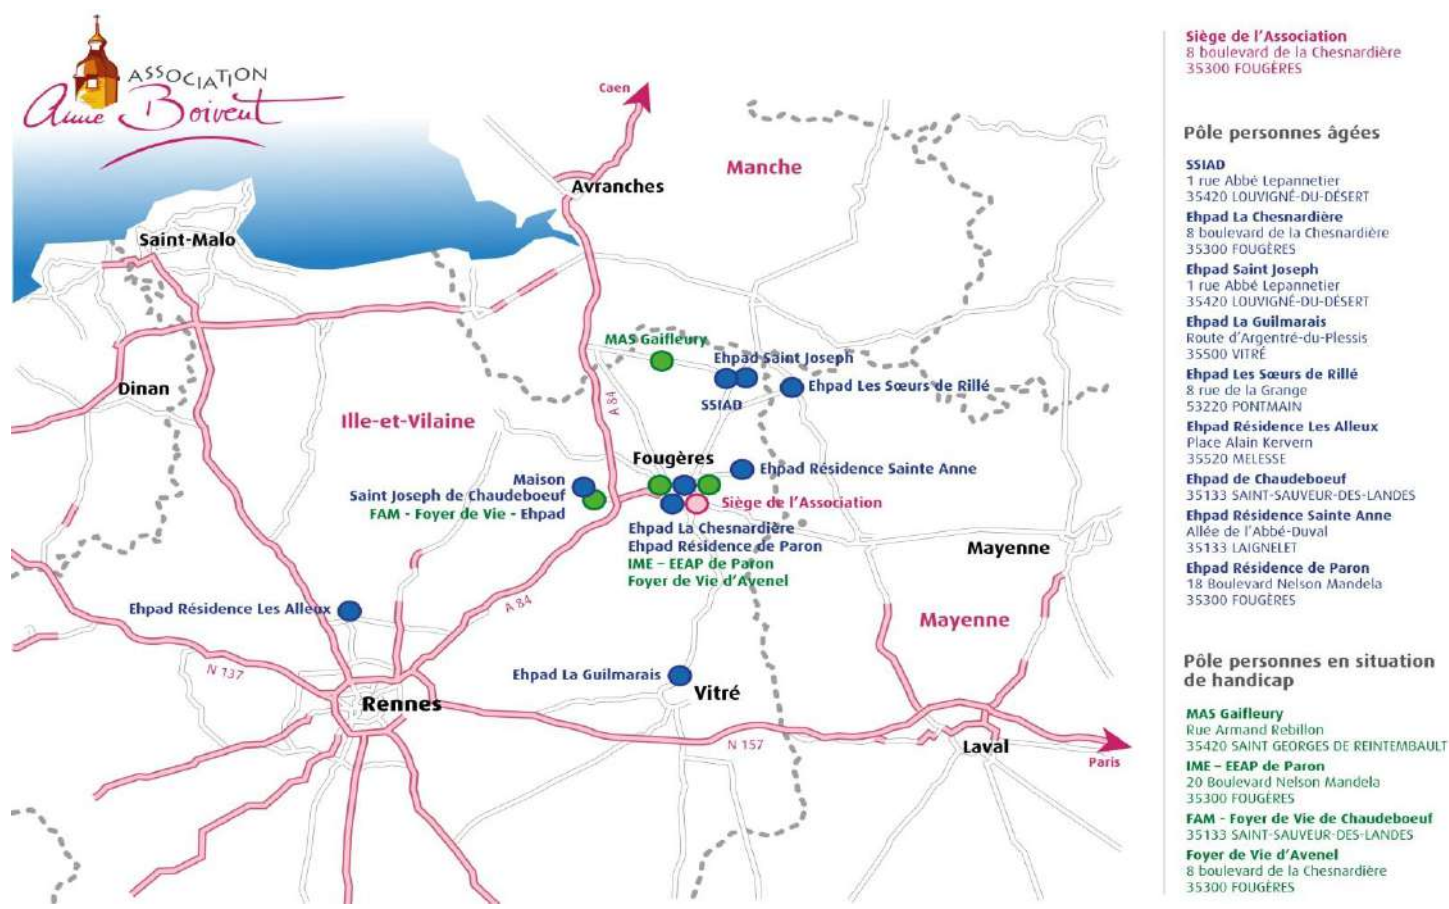 ASSOCIATION
Anne Boivent
Caen
Manche
Avranches
Saint-Malo
MAS Gaifleury
Ehpad Saint Joseph
Dinan
Ehpad Les Sœurs de Rillé
A 84
SSIAD
Ille-et-Vilaine
Fougères
Ehpad Résidence Sainte Anne
Maison
Saint Joseph de Chaudeboeuf
FAM - Foyer de Vie - Ehpad
Siège de l'Association
Ehpad La Chesnardière
Ehpad Résidence de Paron
IME – EEAP de Paron
Foyer de Vie d'Avenel
Mayenne
Ehpad Résidence Les Alleux
A 84
Mayenne
N 137
Ehpad La Guilmarais
Vitré
Rennes
N 157
Laval
Paris
Siège de l'Association
8 boulevard de la Chesnardière
35300 FOUGÈRES
Pôle personnes âgées
SSIAD
1 rue Abbé Lepannetier
35420 LOUVIGNÉ-DU-DÉSERT
Ehpad La Chesnardière
8 boulevard de la Chesnardière
35300 FOUGÈRES
Ehpad Saint Joseph
1 rue Abbé Lepannetier
35420 LOUVIGNÉ-DU-DÉSERT
Ehpad La Guilmarais
Route d'Argentré-du-Plessis
35500 VITRÉ
Ehpad Les Sœurs de Rillé
8 rue de la Grange
53220 PONTMAIN
Ehpad Résidence Les Alleux
Place Alain Kervern
35520 MELESSE
Ehpad de Chaudeboeuf
35133 SAINT-SAUVEUR-DES-LANDES
Ehpad Résidence Sainte Anne
Allée de l'Abbé-Duval
35133 LAIGNELET
Ehpad Résidence de Paron
18 Boulevard Nelson Mandela
35300 FOUGÈRES
Pôle personnes en situation
de handicap
MAS Gaifleury
Rue Armand Rebillon
35420 SAINT GEORGES DE REINTEMBAULT
IME – EEAP de Paron
20 Boulevard Nelson Mandela
35300 FOUGÈRES
FAM - Foyer de Vie de Chaudeboeuf
35133 SAINT-SAUVEUR-DES-LANDES
Foyer de Vie d'Avenel
8 boulevard de la Chesnardière
35300 FOUGÈRES